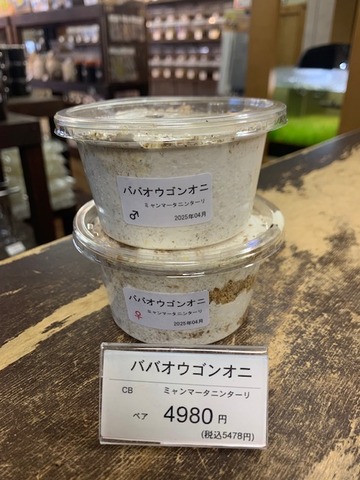 ババオウゴンオニ
ミャンマータニンターリ
♂
2025年04月
ババオウゴンオニ
ミャンマータニンターリ
♀
2025年04月
ババオウゴンオニ
CB ミャンマータニンターリ
ペア 4980円
(税込5478円)